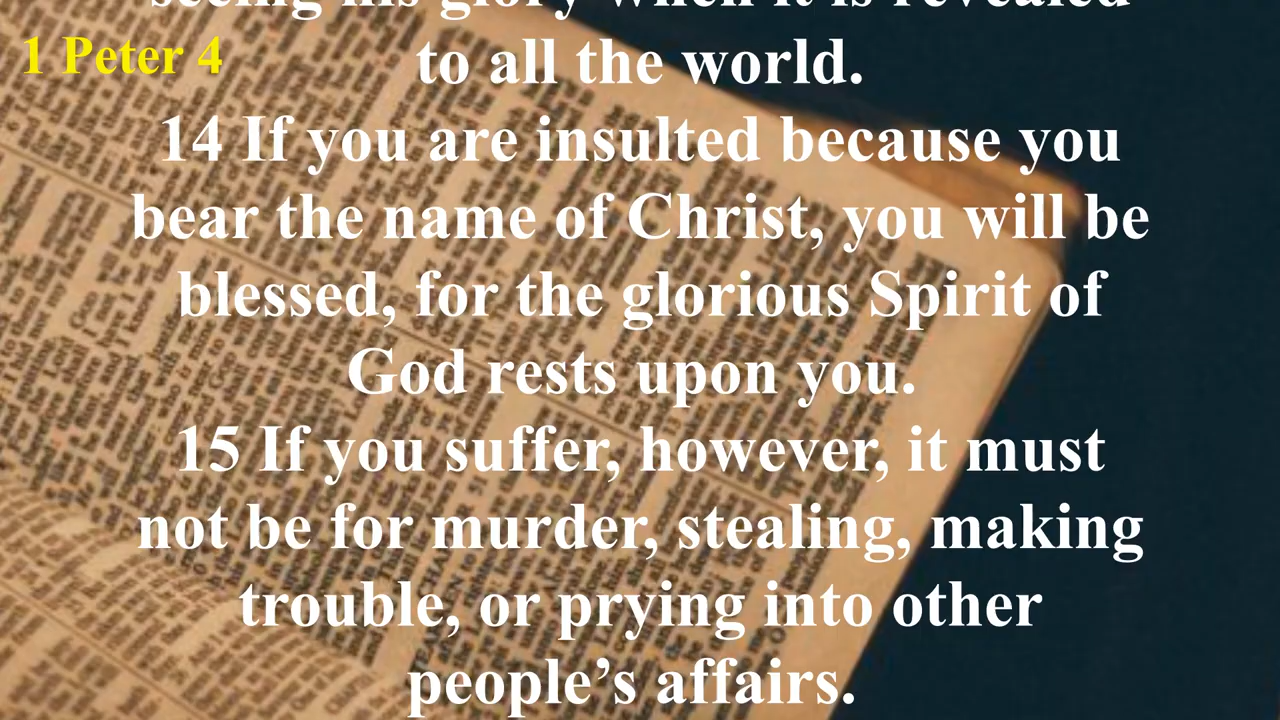 seeing his glory when it is revealed
1 Peter 4
to all the world.
14 If you are insulted because you
bear the name of Christ, you will be
blessed, for the glorious Spirit of
God rests upon you.
15 If you suffer, however, it must
not be for murder, stealing, making
trouble, or prying into other
people’s affairs.